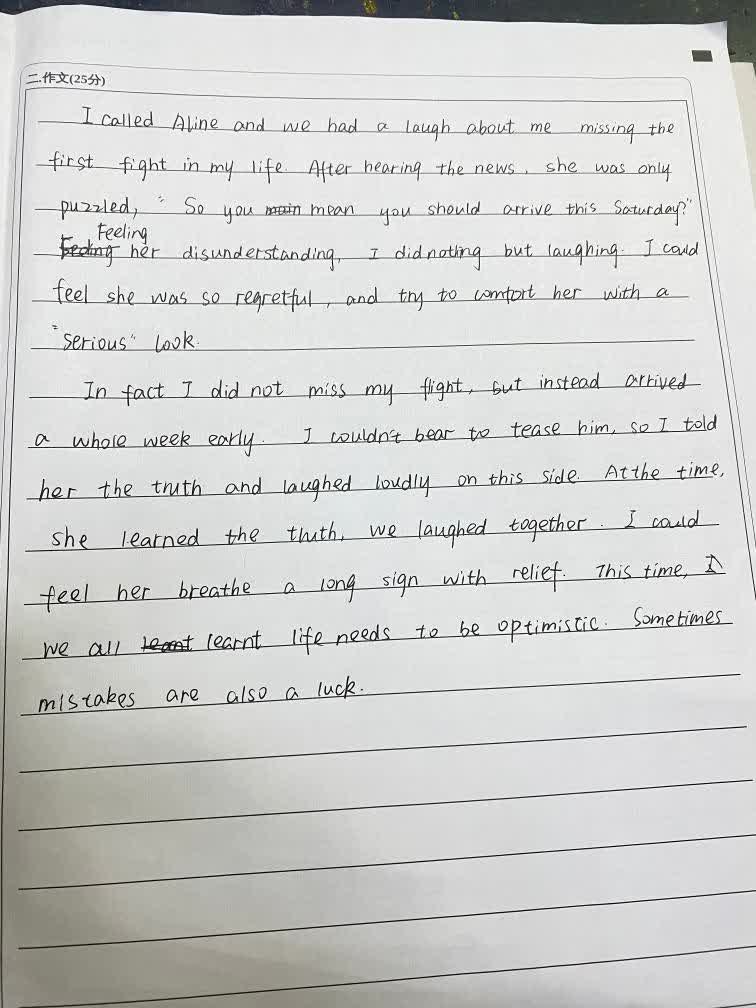 二.作文(25分)
I called Aline and we had a laugh about me missing the
first fight in my life. After hearing the news, she was only
puzzled, "So you mean you should arrive this Saturday?"
Feeling
her disunderstanding, I did noting but laughing. I could
feel she was so regretful, and try to comfort her with a
"serious" look.
In fact I did not miss my flight, but instead arrived
a whole week early. I couldn't bear to tease him, so I told
her the truth and laughed loudly on this side. At the time,
she learned the truth, we laughed together. I could
feel her breathe a long sign with relief. This time,
we all learnt life needs to be optimistic. Sometimes
mistakes are also a luck.